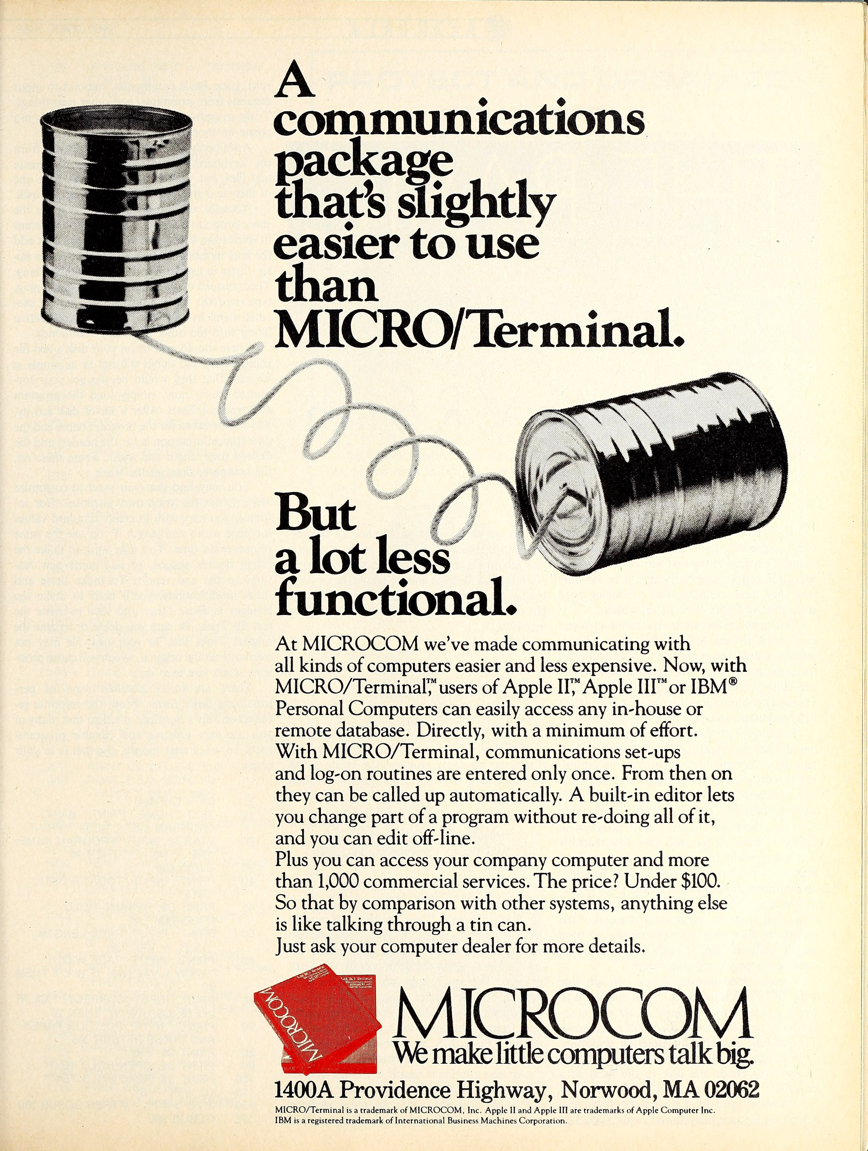 A
communications
package
that's slightly
easier to use
than
MICRO/Terminal.
But
a lot less
functional.
At MICROCOM we've made communicating with
all kinds of computers easier and less expensive. Now, with
MICRO/Terminal,™ users of Apple II,™ Apple III™ or IBM®
Personal Computers can easily access any in-house or
remote database. Directly, with a minimum of effort.
With MICRO/Terminal, communications set-ups
and log-on routines are entered only once. From then on
they can be called up automatically. A built-in editor lets
you change part of a program without re-doing all of it,
and you can edit off-line.
Plus you can access your company computer and more
than 1,000 commercial services. The price? Under $100.
So that by comparison with other systems, anything else
is like talking through a tin can.
Just ask your computer dealer for more details.
MICROCOM
MICROCOM
MICROCOM
We make little computers talk big.
1400A Providence Highway, Norwood, MA 02062
MICRO/Terminal is a trademark of MICROCOM, Inc. Apple II and Apple III are trademarks of Apple Computer Inc.
IBM is a registered trademark of International Business Machines Corporation.